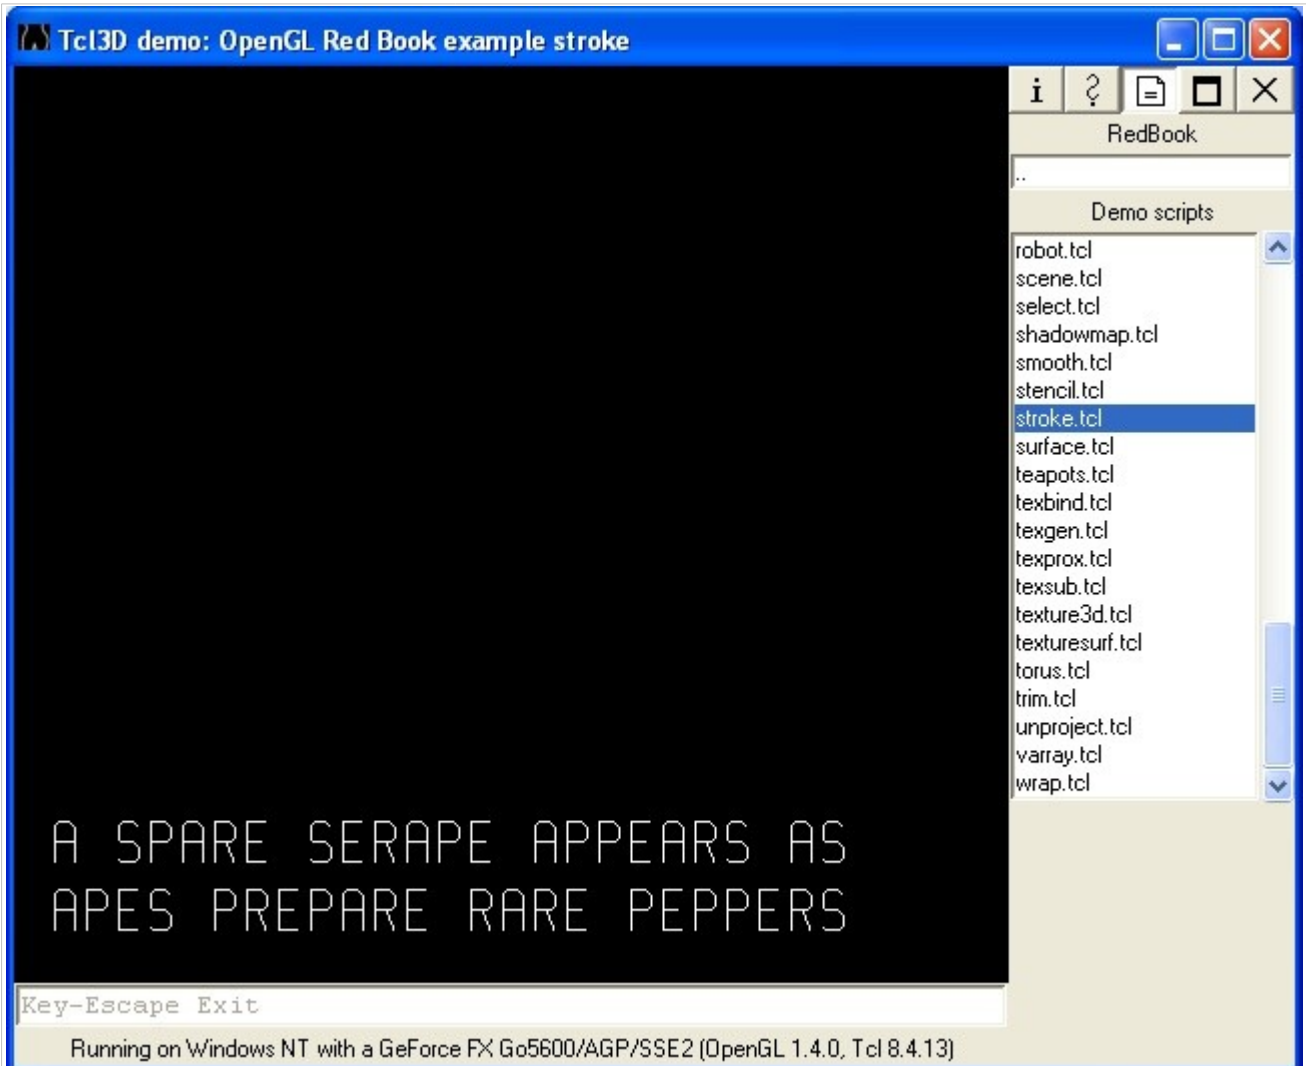 Tcl3D demo: OpenGL Red Book example stroke
i ?
RedBook
..
Demo scripts
robot.tcl
scene.tcl
select.tcl
shadowmap.tcl
smooth.tcl
stencil.tcl
stroke.tcl
surface.tcl
teapots.tcl
texbind.tcl
texgen.tcl
texprox.tcl
texsub.tcl
texture3d.tcl
texturesurf.tcl
torus.tcl
trim.tcl
unproject.tcl
varray.tcl
wrap.tcl
A SPARE SERAPE APPEARS AS
APES PREPARE RARE PEPPERS
Key-Escape Exit
Running on Windows NT with a GeForce FX Go5600/AGP/SSE2 (OpenGL 1.4.0, Tcl 8.4.13)